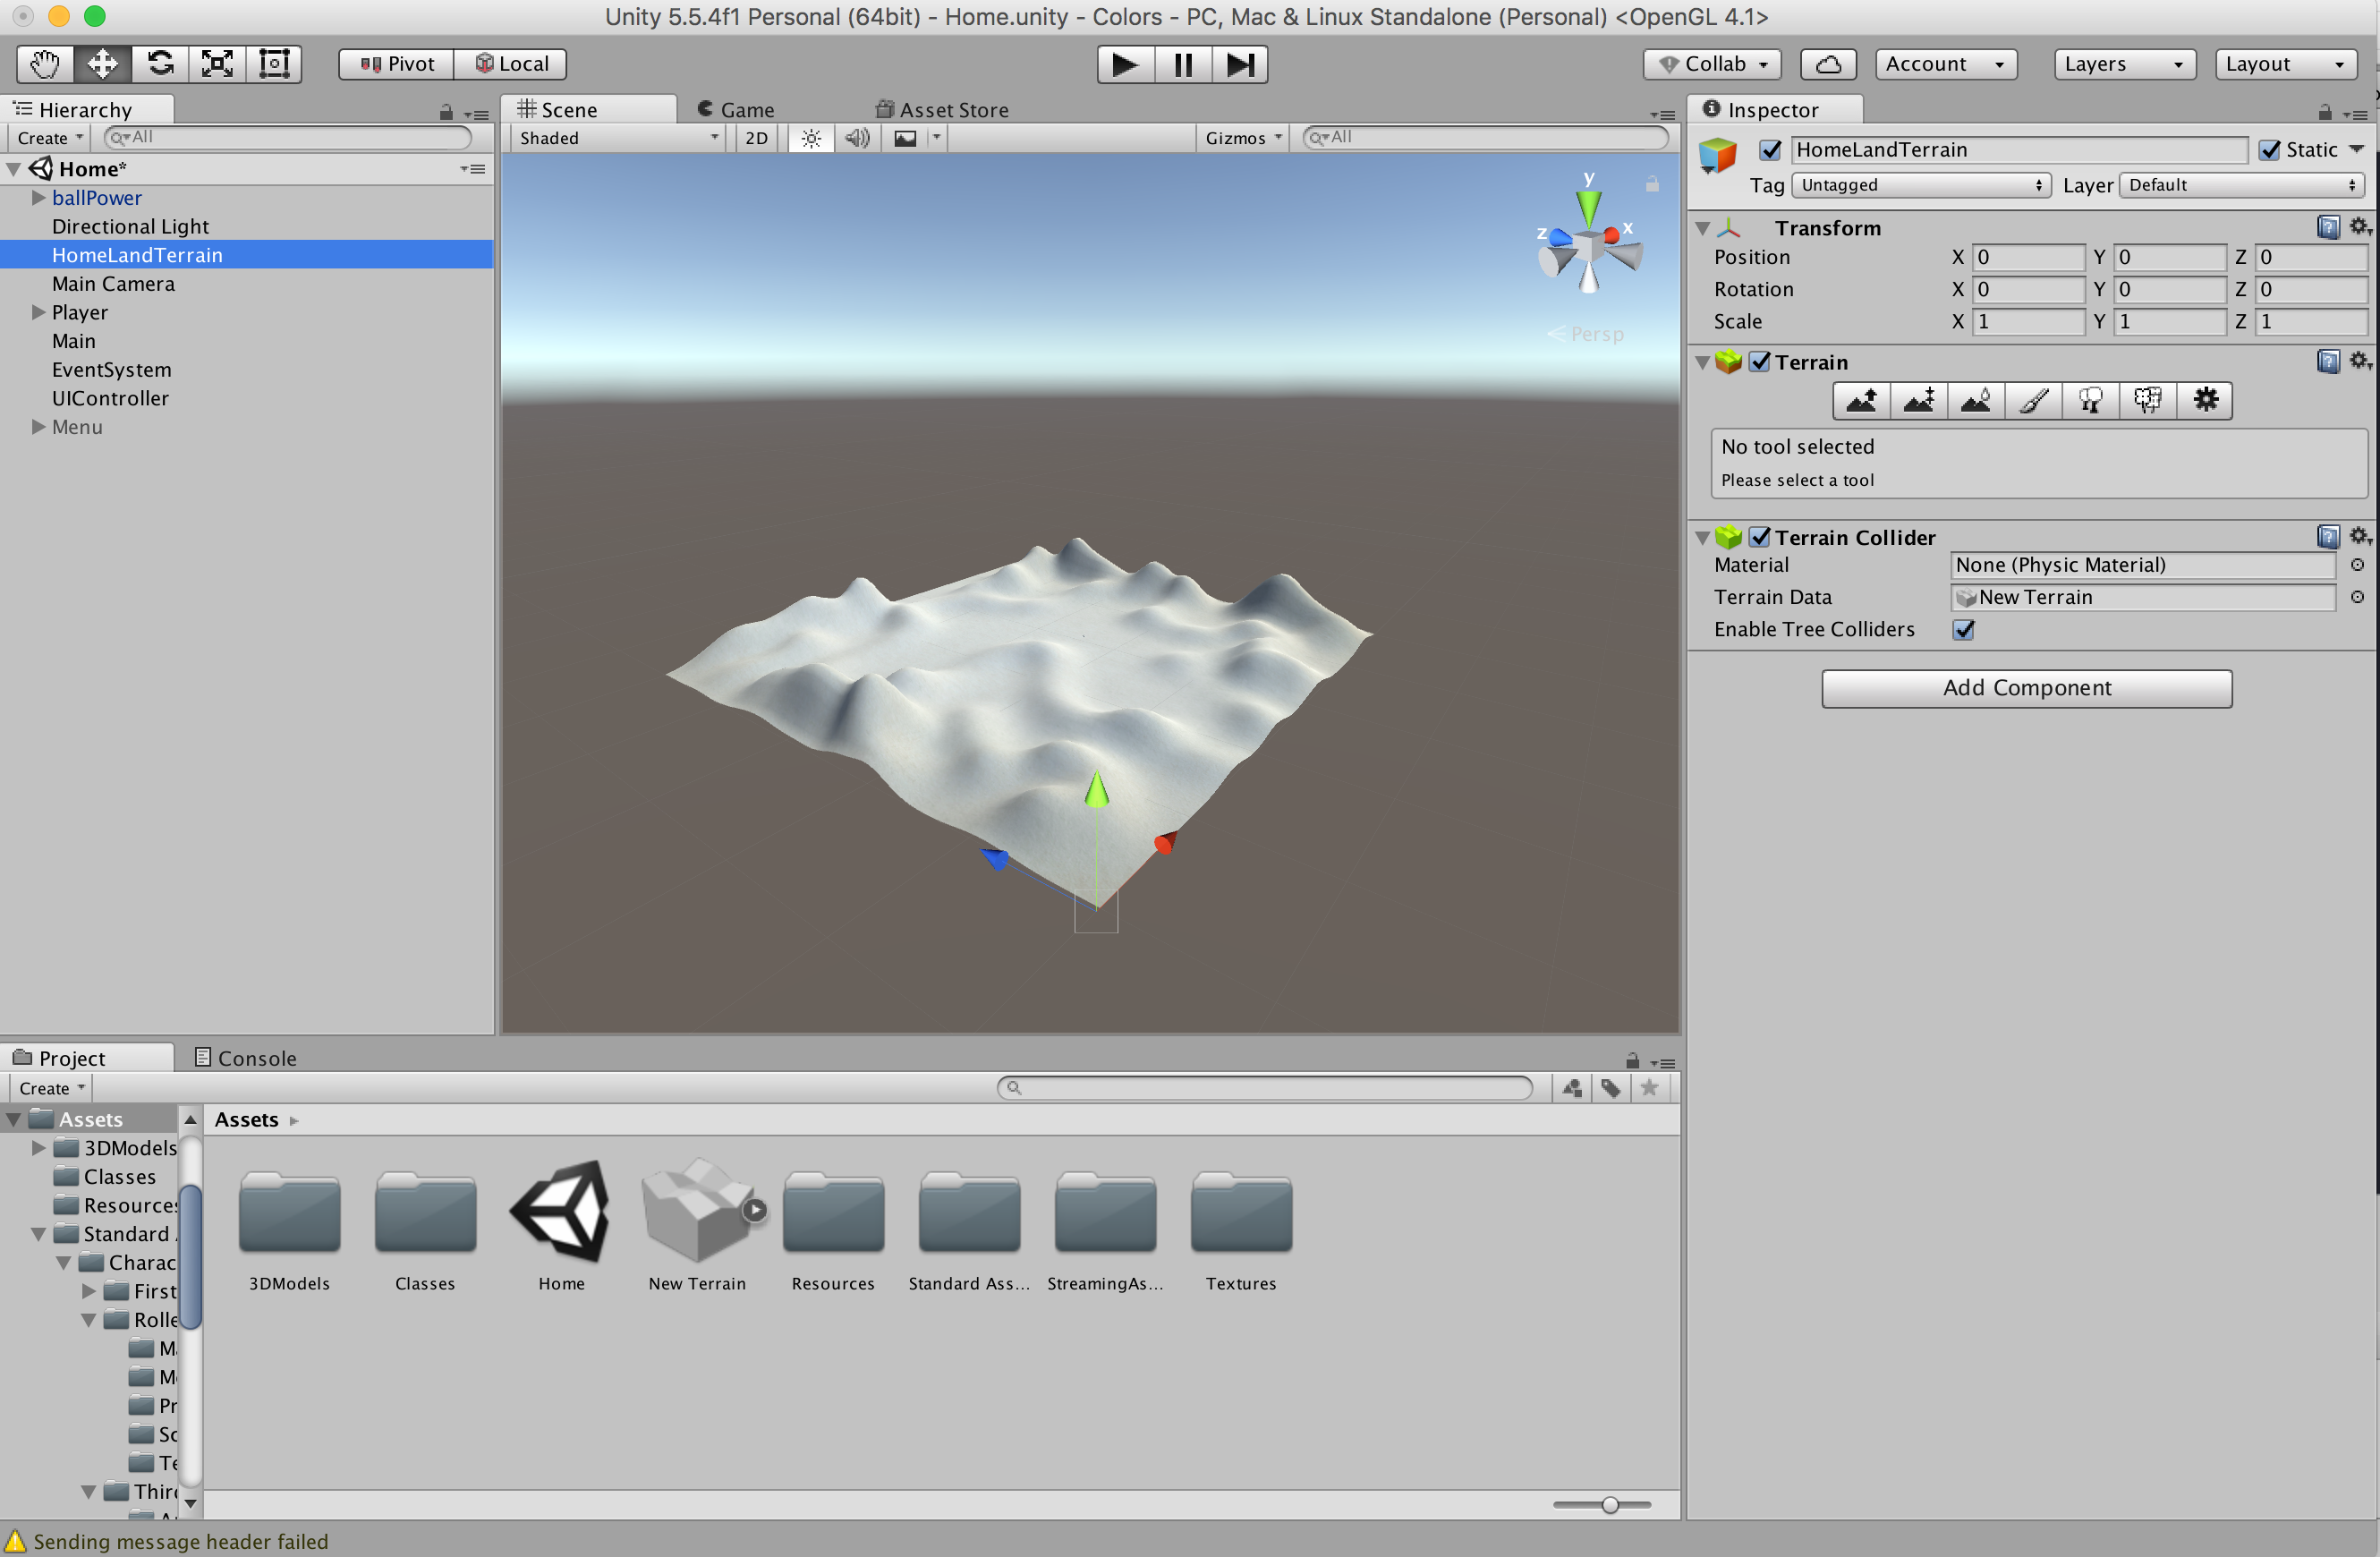 Unity 5.5.4f1 Personal (64bit) - Home.unity - Colors - PC, Mac & Linux Standalone (Personal) <OpenGL 4.1>
Pivot Local Collab Account Layers Layout
Hierarchy
Create All
Home*
ballPower
Directional Light
HomeLandTerrain
Main Camera
Player
Main
EventSystem
UIController
Menu
Scene Game Asset Store
Shaded 2D Gizmos All
y
z x
Persp
Inspector
HomeLandTerrain Static
Tag Untagged Layer Default
Transform
Position X 0 Y 0 Z 0
Rotation X 0 Y 0 Z 0
Scale X 1 Y 1 Z 1
Terrain
No tool selected
Please select a tool
Terrain Collider
Material None (Physic Material)
Terrain Data New Terrain
Enable Tree Colliders
Add Component
Project Console
Create
Assets
3DModels
Classes
Resources
Standard
Charac
First
Rolle
Ma
Mo
Pr
Sc
Te
Third
Assets
3DModels Classes Home New Terrain Resources Standard Ass... StreamingAs... Textures
Sending message header failed